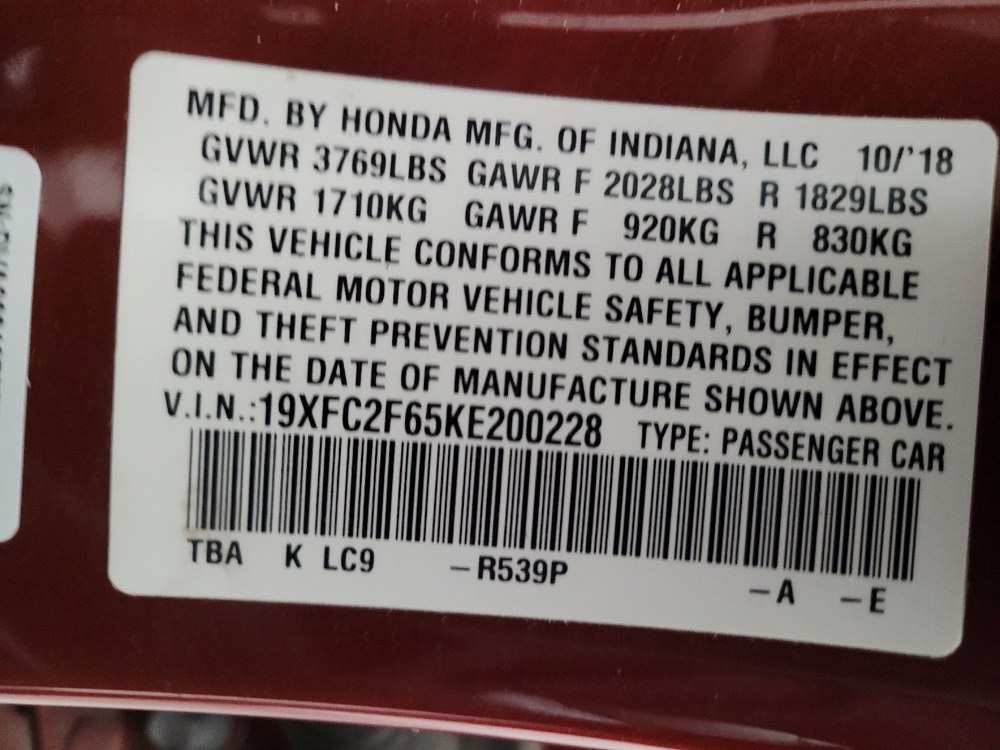 MFD. BY HONDA MFG. OF INDIANA, LLC 10/'18
GVWR 3769LBS GAWR F 2028LBS R 1829LBS
GVWR 1710KG GAWR F 920KG R 830KG
THIS VEHICLE CONFORMS TO ALL APPLICABLE
FEDERAL MOTOR VEHICLE SAFETY, BUMPER,
AND THEFT PREVENTION STANDARDS IN EFFECT
ON THE DATE OF MANUFACTURE SHOWN ABOVE.
V.I.N.:19XFC2F65KE200228 TYPE: PASSENGER CAR
TBA K LC9 -R539P -A -E